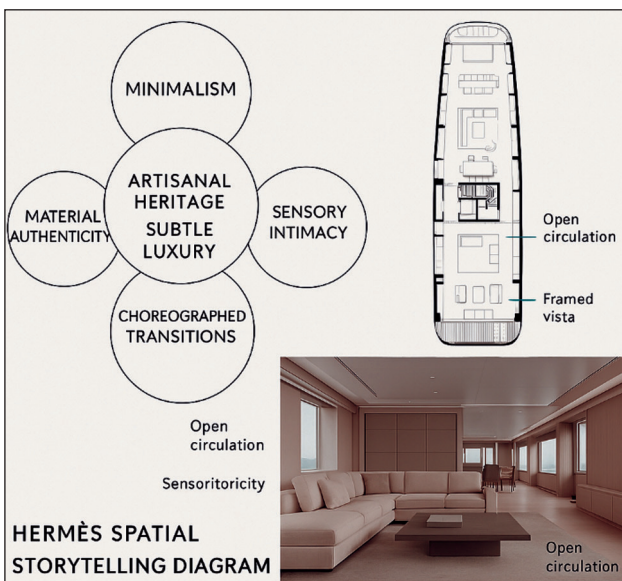 MINIMALISM
ARTISANAL
HERITAGE
SUBTLE
LUXURY
MATERIAL
AUTHENTICITY
SENSORY
INTIMACY
CHOREOGRAPHED
TRANSITIONS
Open
circulation
Framed
vista
Open
circulation
Sensoritoricity
HERMÈS SPATIAL
STORYTELLING DIAGRAM
Open
circulation